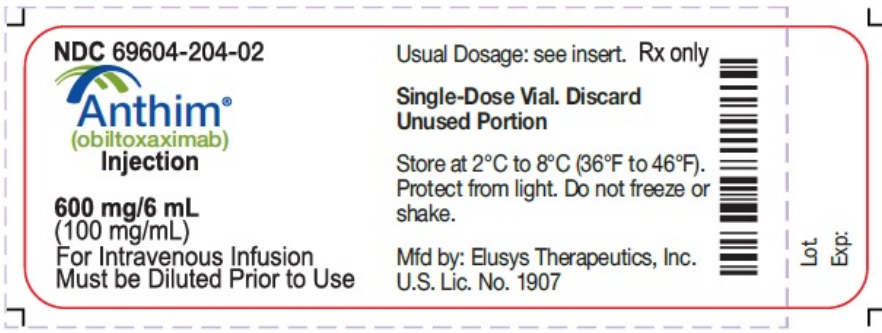 NDC 69604-204-02
Anthim®
(obiltoxaximab)
Injection
600 mg/6 mL
(100 mg/mL)
For Intravenous Infusion
Must be Diluted Prior to Use
Usual Dosage: see insert. Rx only
Single-Dose Vial. Discard
Unused Portion
Store at 2°C to 8°C (36°F to 46°F).
Protect from light. Do not freeze or
shake.
Mfd by: Elusys Therapeutics, Inc.
U.S. Lic. No. 1907
Lot
Exp: